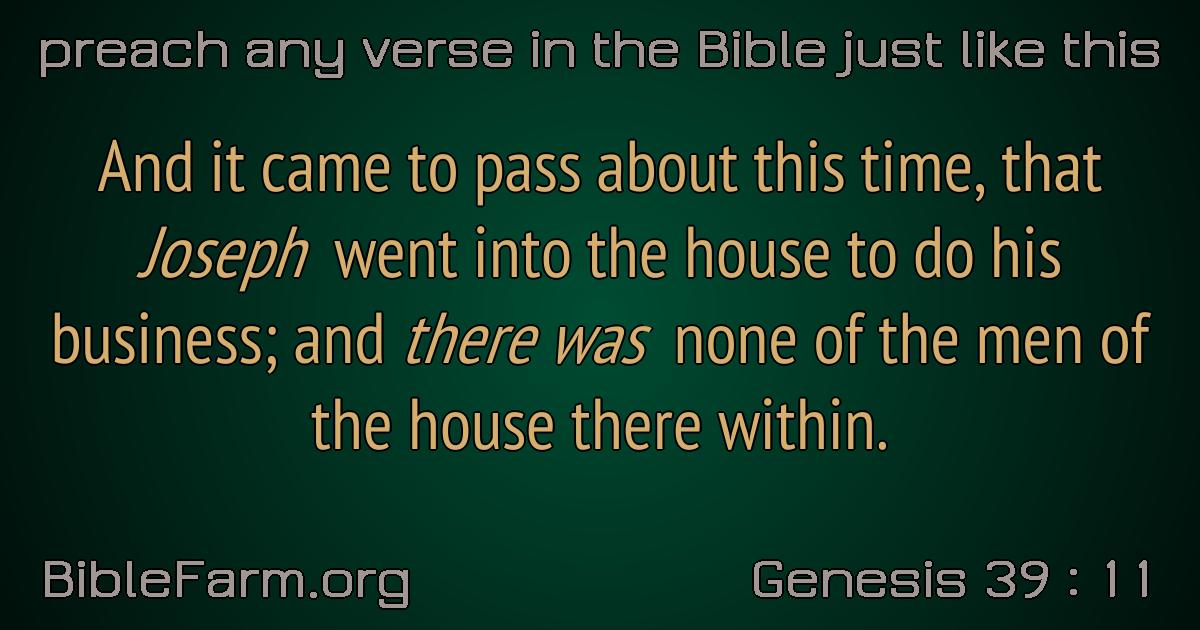 preach any verse in the Bible just like this
And it came to pass about this time, that
Joseph went into the house to do his
business; and there was none of the men of
the house there within.
BibleFarm.org
Genesis 39 : 11